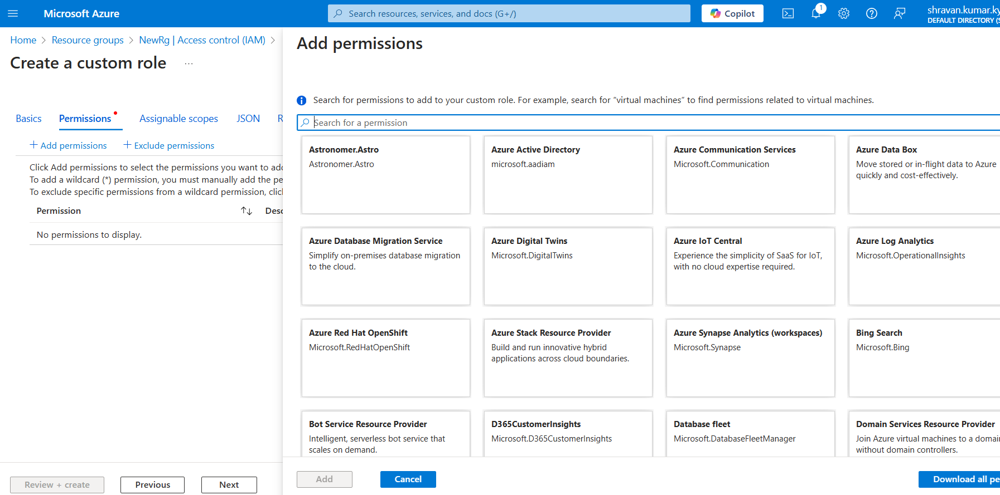 Microsoft Azure
Search resources, services, and docs (G+/)
Copilot
1
shravan.kumar.ky
DEFAULT DIRECTORY (
Home > Resource groups > NewRg | Access control (IAM) >
Create a custom role
...
Basics
Permissions
Assignable scopes
JSON
R
+ Add permissions
+ Exclude permissions
Click Add permissions to select the permissions you want to add
To add a wildcard (*) permission, you must manually add the pe
To exclude specific permissions from a wildcard permission, clic
Permission
Desc
No permissions to display.
Review + create
Previous
Next
Add permissions
Search for permissions to add to your custom role. For example, search for “virtual machines” to find permissions related to virtual machines.
Search for a permission
Astronomer.Astro
Astronomer.Astro
Azure Active Directory
microsoft.aadiam
Azure Communication Services
Microsoft.Communication
Azure Data Box
Move stored or in-flight data to Azure
quickly and cost-effectively.
Azure Database Migration Service
Simplify on-premises database migration
to the cloud.
Azure Digital Twins
Microsoft.DigitalTwins
Azure IoT Central
Experience the simplicity of SaaS for IoT,
with no cloud expertise required.
Azure Log Analytics
Microsoft.OperationalInsights
Azure Red Hat OpenShift
Microsoft.RedHatOpenShift
Azure Stack Resource Provider
Build and run innovative hybrid
applications across cloud boundaries.
Azure Synapse Analytics (workspaces)
Microsoft.Synapse
Bing Search
Microsoft.Bing
Bot Service Resource Provider
Intelligent, serverless bot service that
scales on demand.
D365CustomerInsights
Microsoft.D365CustomerInsights
Database fleet
Microsoft.DatabaseFleetManager
Domain Services Resource Provider
Join Azure virtual machines to a domai
without domain controllers.
Add
Cancel
Download all pe